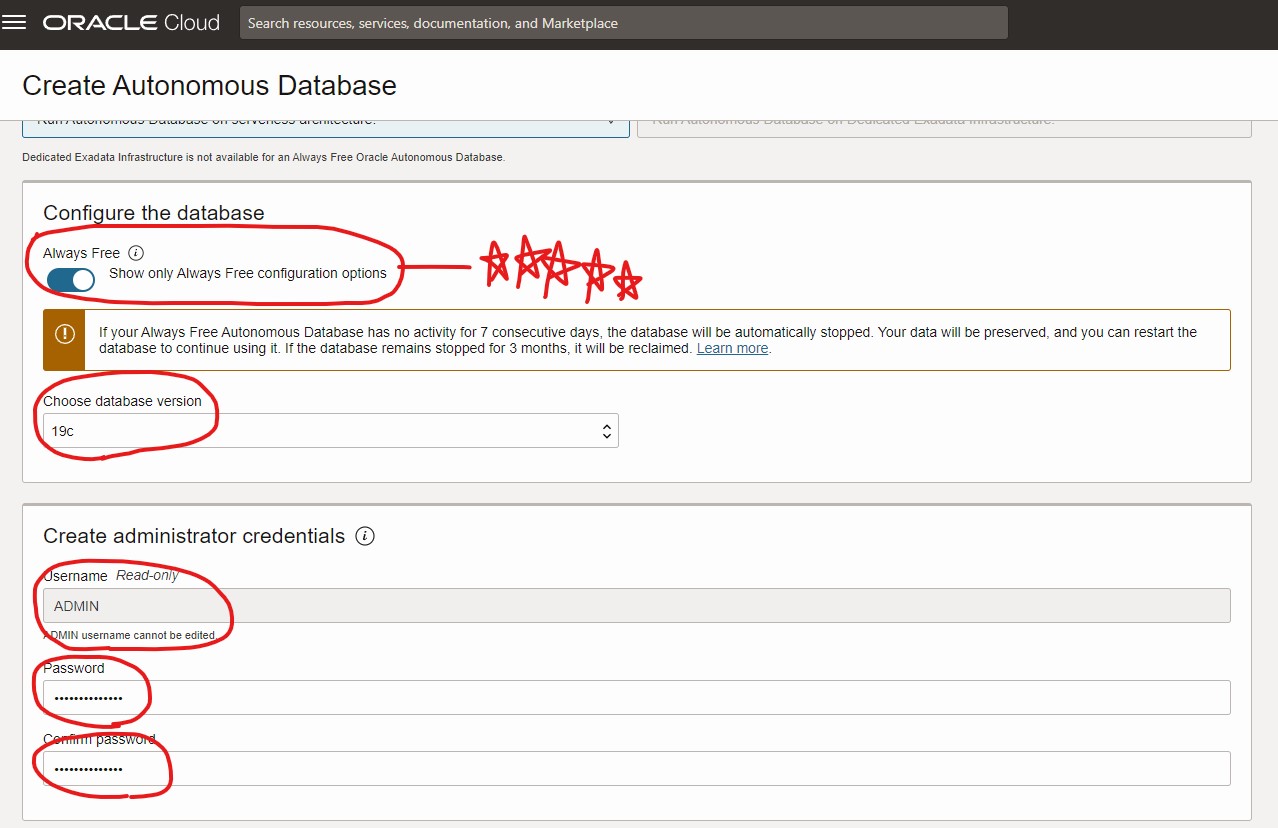 ORACLE Cloud
Search resources, services, documentation, and Marketplace
Create Autonomous Database
Run Autonomous Database on serverless architecture.
Run Autonomous Database on Dedicated Exadata Infrastructure.
Dedicated Exadata Infrastructure is not available for an Always Free Oracle Autonomous Database.
Configure the database
Always Free
Show only Always Free configuration options
If your Always Free Autonomous Database has no activity for 7 consecutive days, the database will be automatically stopped. Your data will be preserved, and you can restart the
database to continue using it. If the database remains stopped for 3 months, it will be reclaimed. Learn more.
Choose database version
19c
Create administrator credentials
Username Read-only
ADMIN
ADMIN username cannot be edited
Password
••••••••••••••
Confirm password
••••••••••••••